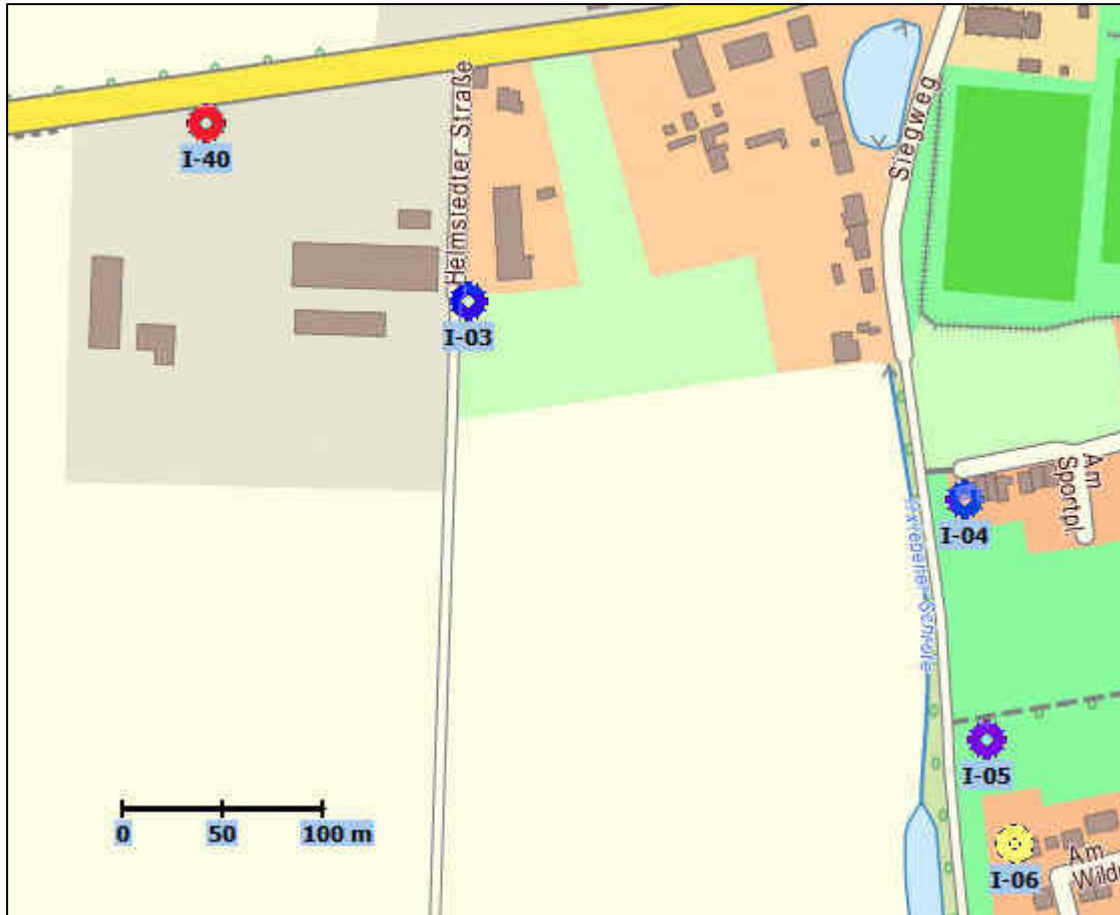 Helmstedter Straße
Siegweg
I-40
I-03
Am
Sportpl.
I-04
I-05
0
50
100 m
Am
I-06